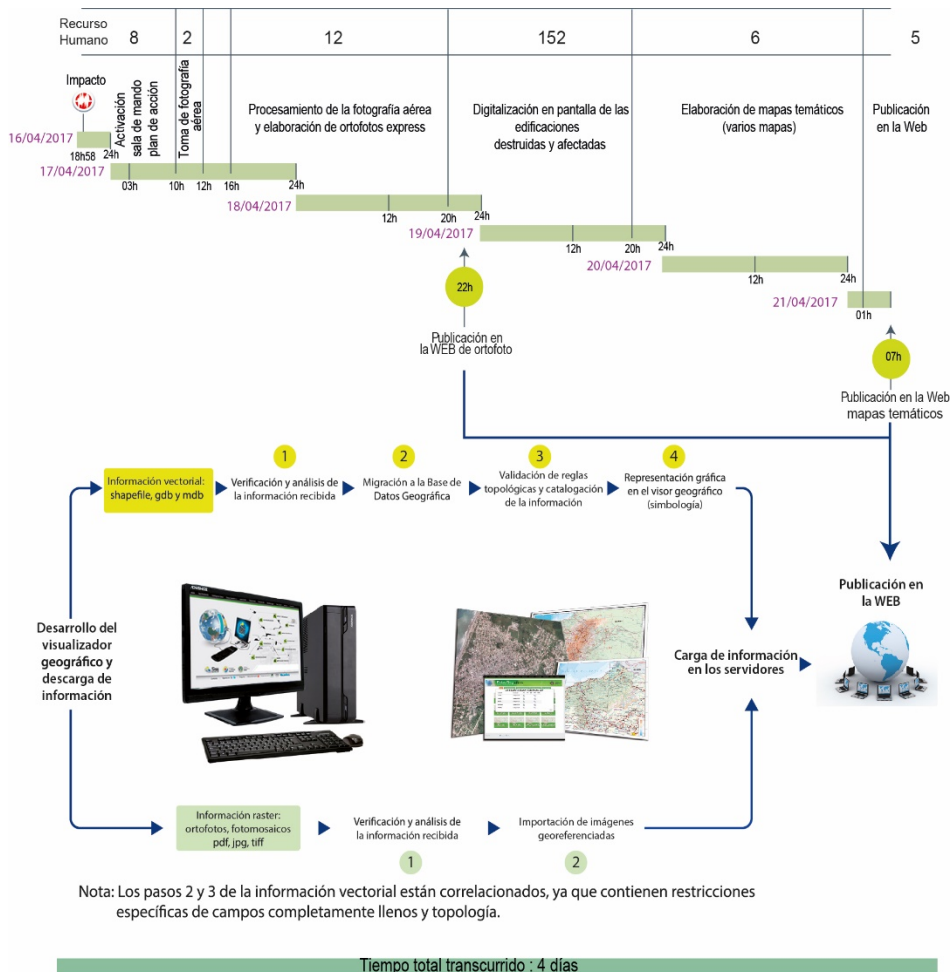 Recurso
Humano
8
2
12
152
6
5
Impacto
Activación
sala de mando
plan de acción
Toma de fotografía
aérea
Procesamiento de la fotografía aérea
y elaboración de ortofotos express
Digitalización en pantalla de las
edificaciones
destruidas y afectadas
Elaboración de mapas temáticos
(varios mapas)
Publicación
en la Web
16/04/2017
18h58
24h
17/04/2017
03h
10h
12h
16h
24h
18/04/2017
12h
20h
24h
19/04/2017
12h
20h
24h
20/04/2017
12h
24h
21/04/2017
01h
22h
Publicación en
la WEB de ortofoto
07h
Publicación en la Web
mapas temáticos
1
2
3
4
Información vectorial:
shapefile, gdb y mdb
Verificación y análisis de
la información recibida
Migración a la Base de
Datos Geográfica
Validación de reglas
topológicas y catalogación
de la información
Representación gráfica
en el visor geográfico
(simbología)
Publicación en
la WEB
Desarrollo del
visualizador
geográfico y
descarga de
información
Carga de información
en los servidores
Información raster:
ortofotos, fotomosaicos
pdf, jpg, tiff
Verificación y análisis de
la información recibida
Importación de imágenes
georeferenciadas
1
2
Nota: Los pasos 2 y 3 de la información vectorial están correlacionados, ya que contienen restricciones
específicas de campos completamente llenos y topología.
Tiempo total transcurrido : 4 días